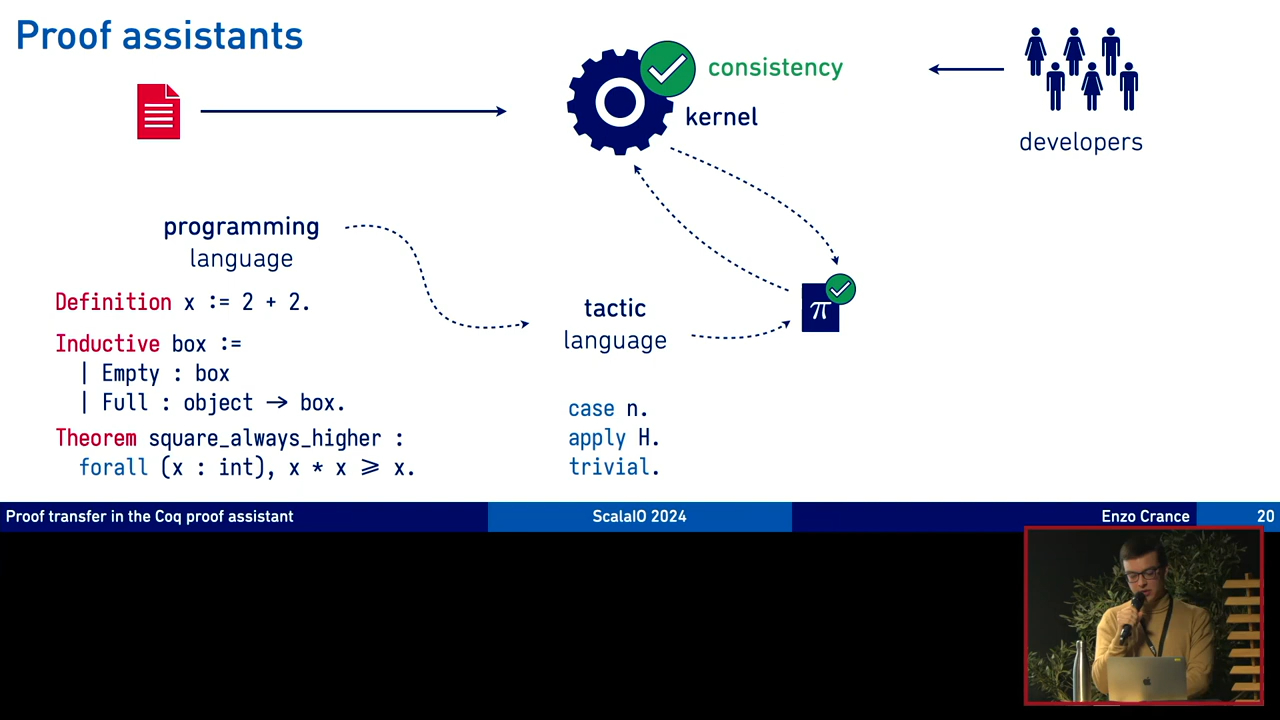 Proof assistants
consistency
kernel
developers
programming
language
Definition x := 2 + 2.
Inductive box :=
| Empty : box
| Full : object → box.
Theorem square_always_higher :
forall (x : int), x * x ⩾ x.
tactic
language
π
case n.
apply H.
trivial.
Proof transfer in the Coq proof assistant
ScalaIO 2024
Enzo Crance
20